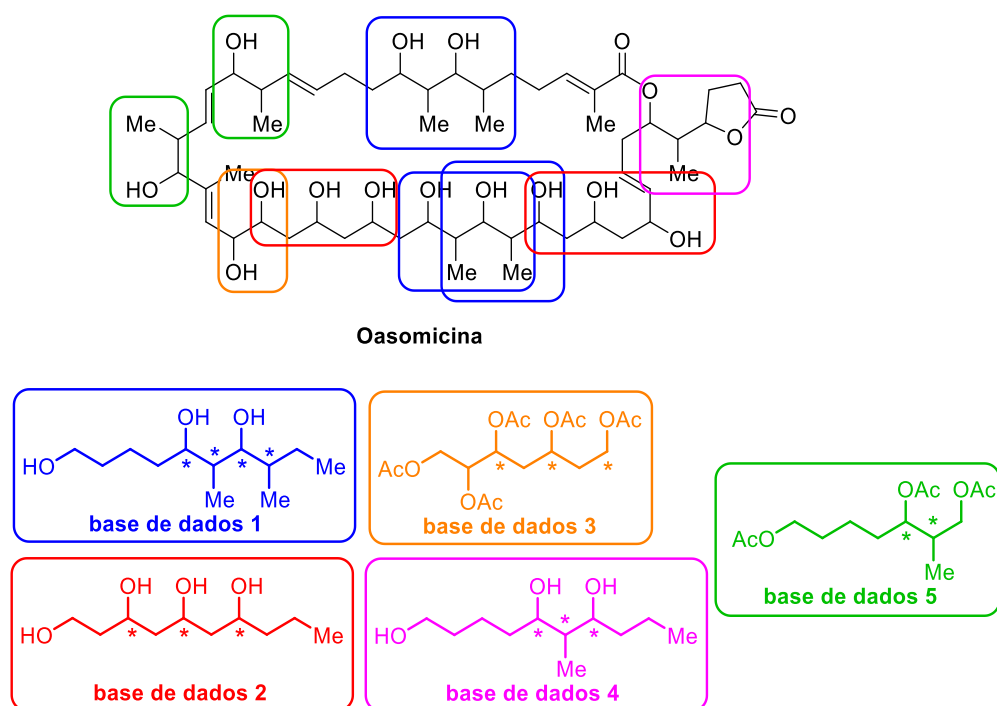 OH OH OH O
O
O O
Me Me Me Me Me
Me
HO Me OH OH OH OH OH OH OH
OH
OH Me Me
Oasomicina
OH OH
HO * * * * Me
Me Me
base de dados 1
OAc OAc OAc
AcO * * *
OAc
base de dados 3
OAc OAc
AcO * *
Me
base de dados 5
OH OH OH
HO * * * Me
base de dados 2
OH OH
HO * * * Me
Me
base de dados 4